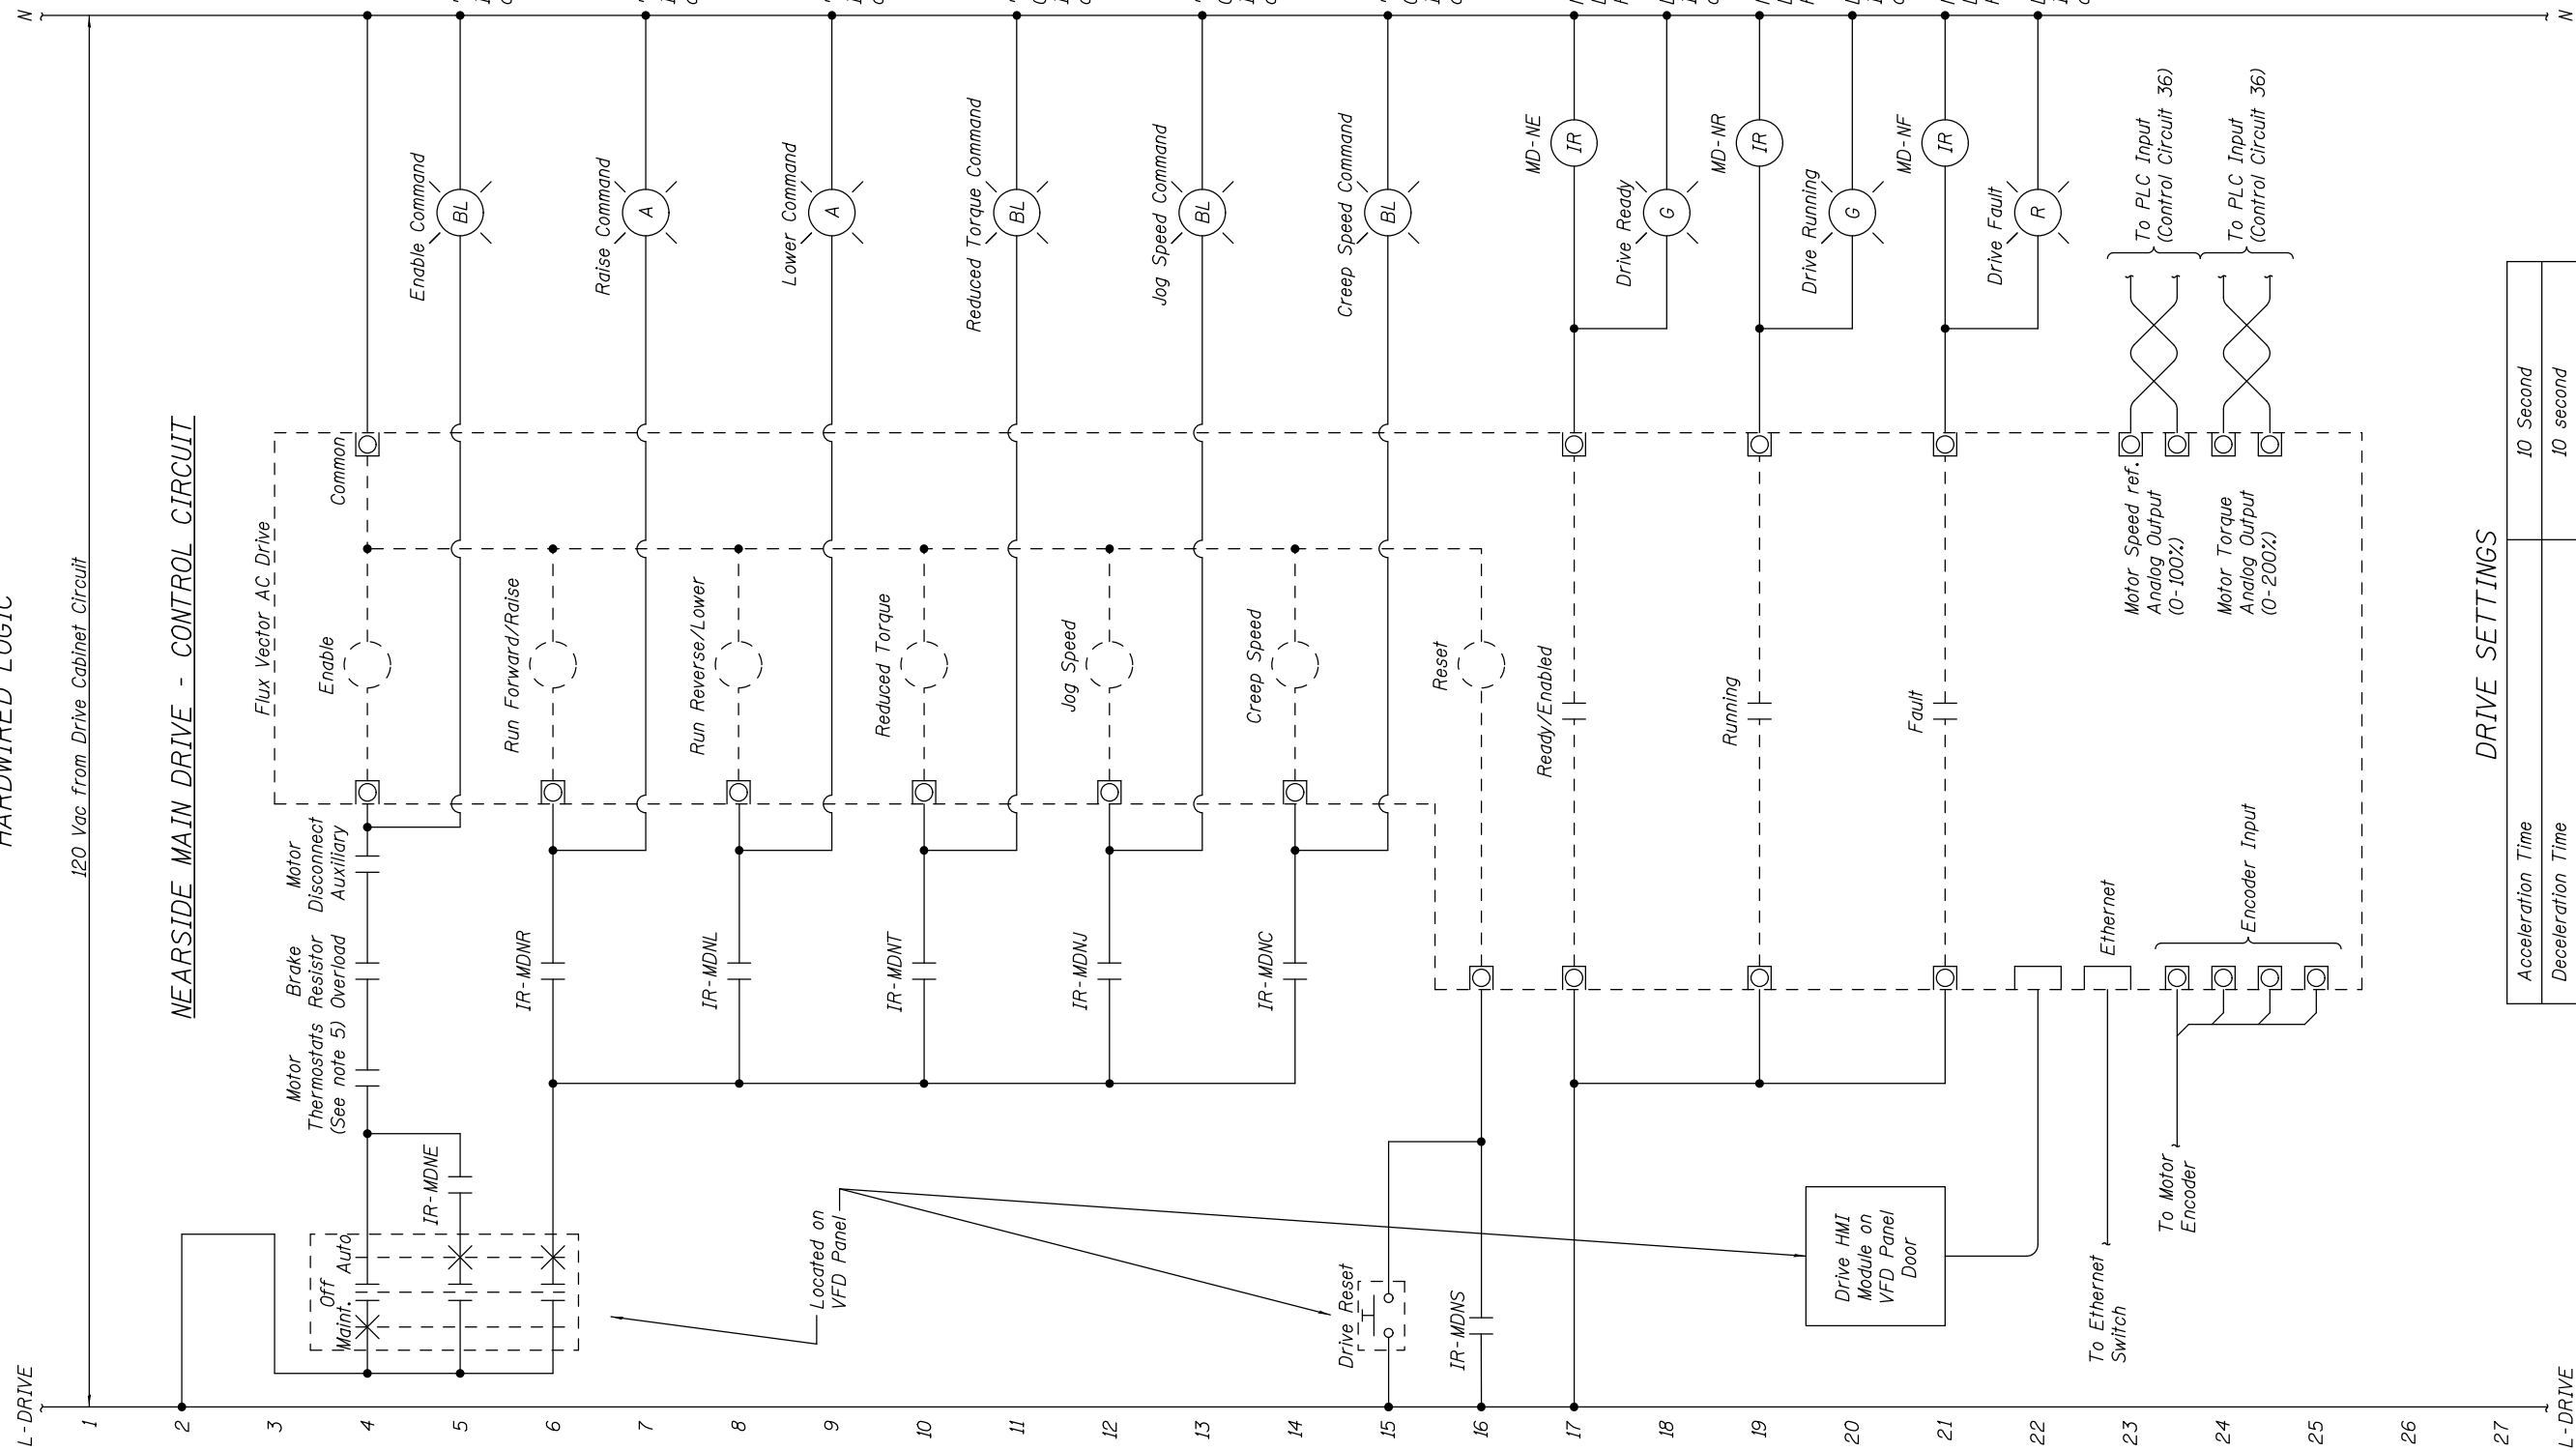 HARDWIRED LOGIC
L-DRIVE
N
120 Vac from Drive Cabinet Circuit
NEARSIDE MAIN DRIVE - CONTROL CIRCUIT
1
2
3
4
5
6
7
8
9
10
11
12
13
14
15
16
17
18
19
20
21
22
23
24
25
26
27
Flux Vector AC Drive
Maint.
Off
Auto
IR-MDNE
Motor
Thermostats
(See note 5)
Brake
Resistor
Overload
Motor
Disconnect
Auxiliary
Enable
Common
Enable Command
BL
IR-MDNR
Run Forward/Raise
Raise Command
A
IR-MDNL
Run Reverse/Lower
Lower Command
A
IR-MDNT
Reduced Torque
Reduced Torque Command
BL
IR-MDNJ
Jog Speed
Jog Speed Command
BL
IR-MDNC
Creep Speed
Creep Speed Command
BL
Located on
VFD Panel
Drive Reset
IR-MDNS
Reset
Ready/Enabled
MD-NE
IR
Drive Ready
G
Running
MD-NR
IR
Drive Running
G
Fault
MD-NF
IR
Drive Fault
R
Drive HMI
Module on
VFD Panel
Door
To Ethernet
Switch
Ethernet
To Motor
Encoder
Encoder Input
Motor Speed ref.
Analog Output
(0-100%)
Motor Torque
Analog Output
(0-200%)
To PLC Input
(Control Circuit 36)
To PLC Input
(Control Circuit 36)
DRIVE SETTINGS
Acceleration Time
10 Second
Deceleration Time
10 second
L-DRIVE
N